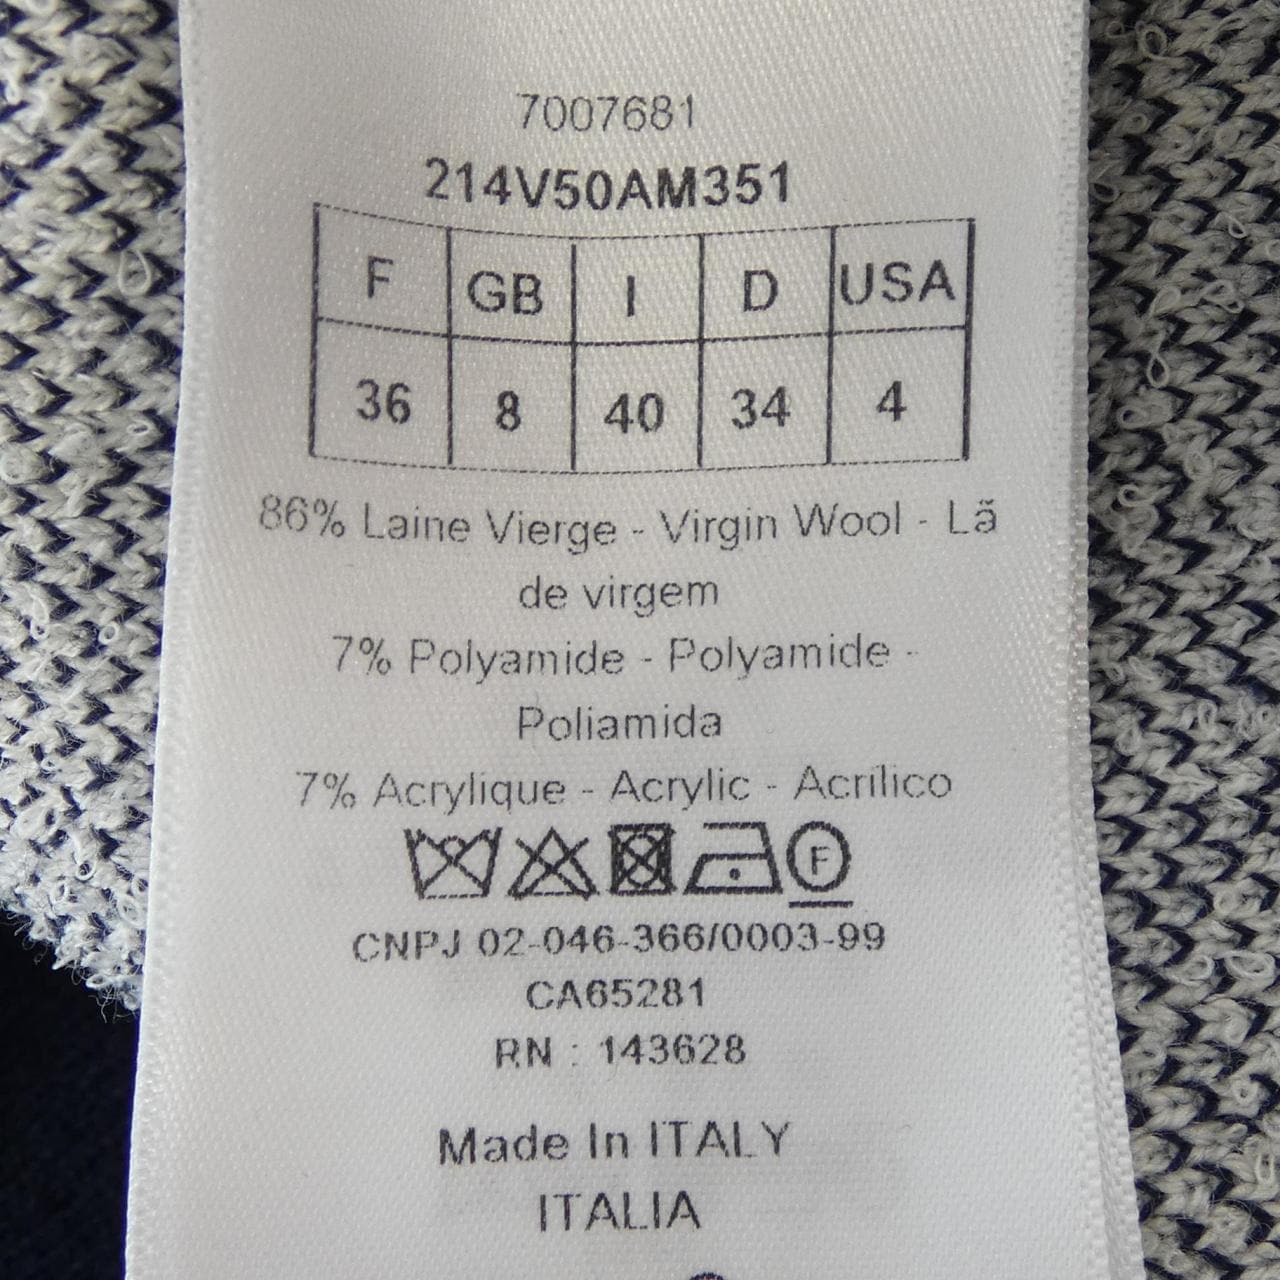 7007681
214V50AM351
F GB I D USA
36 8 40 34 4
86% Laine Vierge - Virgin Wool - Lã
de virgem
7% Polyamide - Polyamide -
Poliamida
7% Acrylique - Acrylic - Acrílico
F
CNPJ 02-046-366/0003-99
CA65281
RN : 143628
Made In ITALY
ITALIA